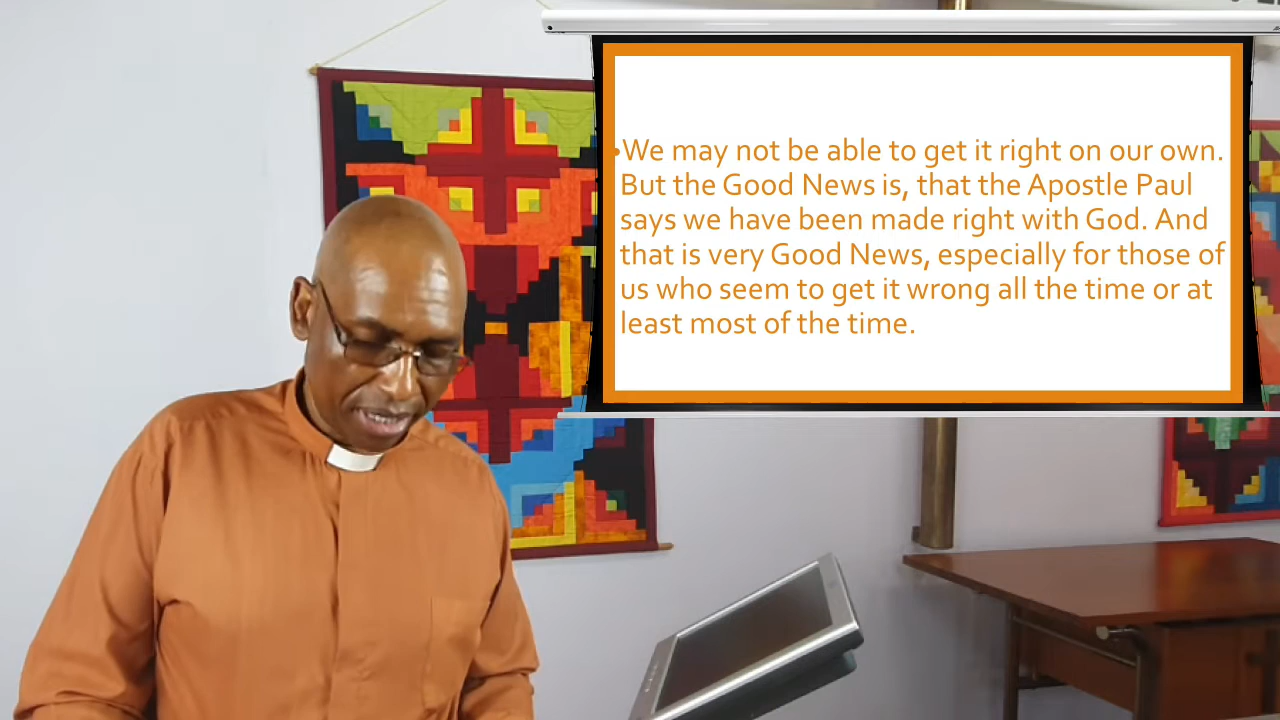 •We may not be able to get it right on our own.
But the Good News is, that the Apostle Paul
says we have been made right with God. And
that is very Good News, especially for those of
us who seem to get it wrong all the time or at
least most of the time.